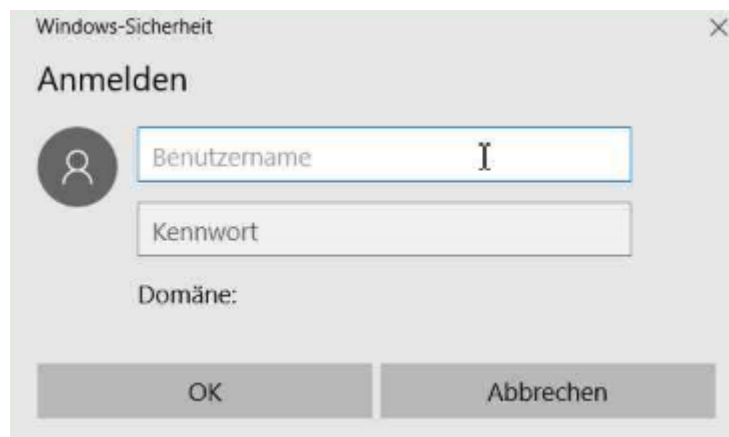 Windows-Sicherheit
Anmelden
Benutzername
Kennwort
Domäne:
OK Abbrechen